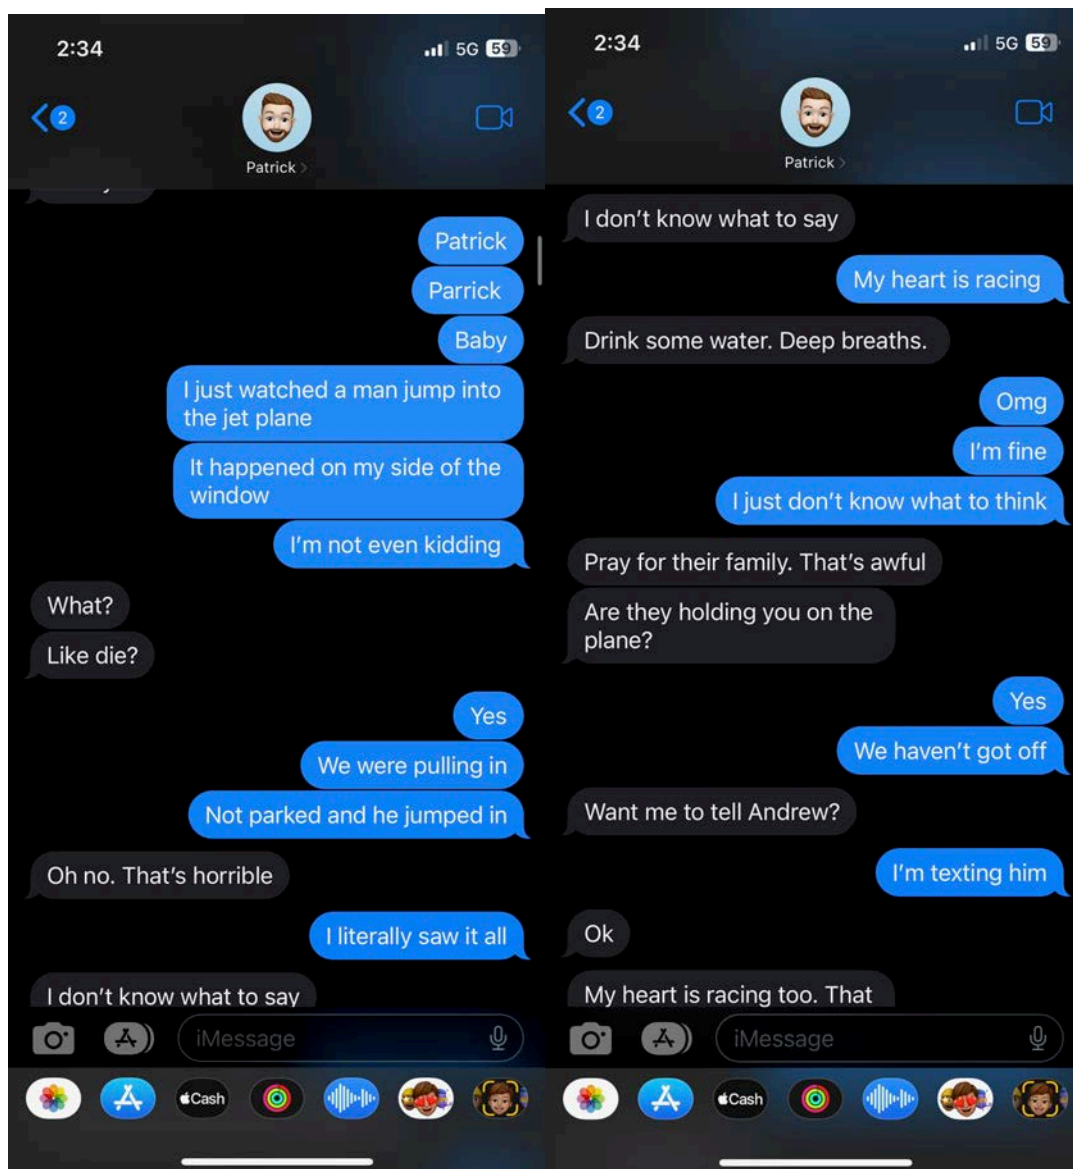 2:34
5G 59
2
Patrick
Patrick
Parrick
Baby
I just watched a man jump into
the jet plane
It happened on my side of the
window
I'm not even kidding
What?
Like die?
Yes
We were pulling in
Not parked and he jumped in
Oh no. That's horrible
I literally saw it all
I don't know what to say
iMessage
Cash
2:34
5G 59
2
Patrick
I don't know what to say
My heart is racing
Drink some water. Deep breaths.
Omg
I'm fine
I just don't know what to think
Pray for their family. That's awful
Are they holding you on the
plane?
Yes
We haven't got off
Want me to tell Andrew?
I'm texting him
Ok
My heart is racing too. That
iMessage
Cash